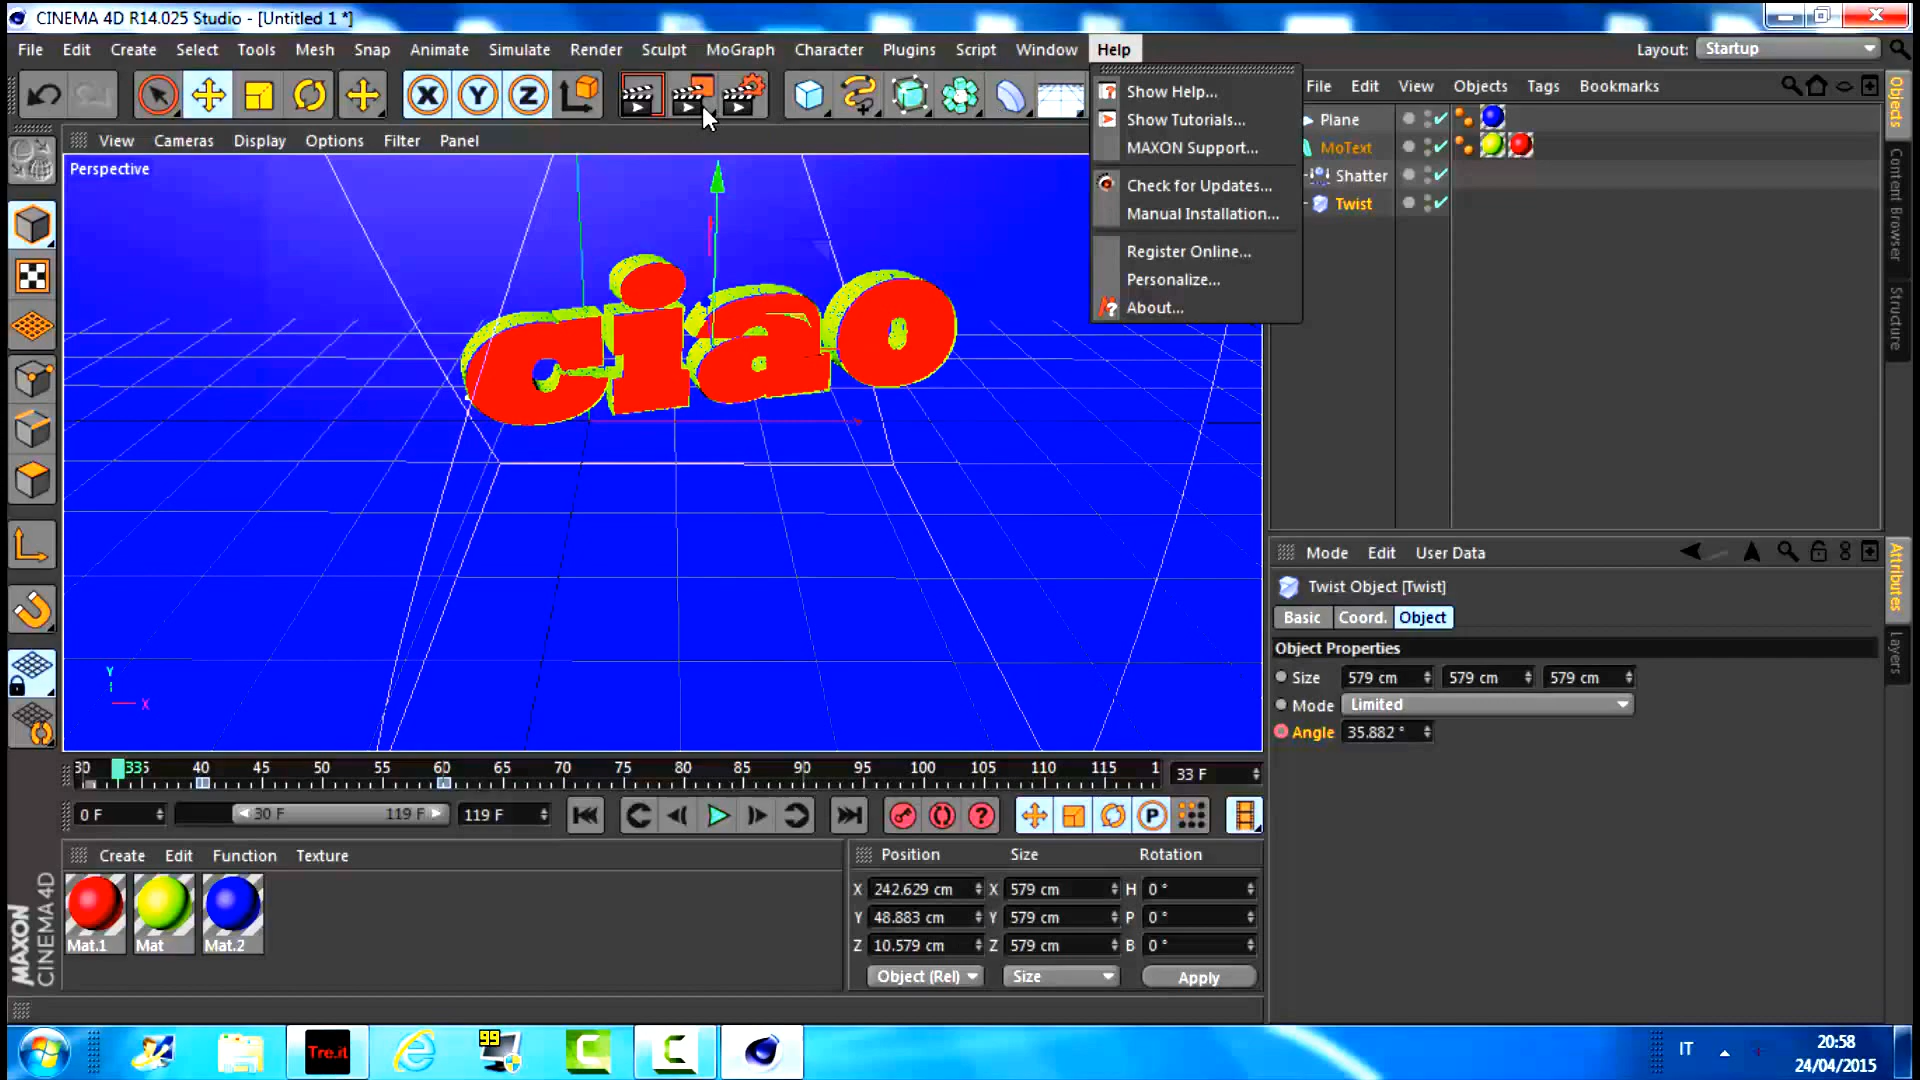 CINEMA 4D R14.025 Studio - [Untitled 1 *]
File Edit Create Select Tools Mesh Snap Animate Simulate Render Sculpt MoGraph Character Plugins Script Window Help
Layout: Startup
Show Help...
Show Tutorials...
MAXON Support...
Check for Updates...
Manual Installation...
Register Online...
Personalize...
About...
File Edit View Objects Tags Bookmarks
Plane
MoText
Shatter
Twist
Objects
Content Browser
Structure
View Cameras Display Options Filter Panel
Perspective
ciao
Y
X
Mode Edit User Data
Twist Object [Twist]
Basic Coord. Object
Object Properties
Size 579 cm 579 cm 579 cm
Mode Limited
Angle 35.882 °
Attributes
Layers
30 335 40 45 50 55 60 65 70 75 80 85 90 95 100 105 110 115 1 33 F
0 F 30 F 119 F 119 F
P
Create Edit Function Texture
Mat.1 Mat Mat.2
Position Size Rotation
X 242.629 cm X 579 cm H 0 °
Y 48.883 cm Y 579 cm P 0 °
Z 10.579 cm Z 579 cm B 0 °
Object (Rel) Size Apply
MAXON
CINEMA 4D
Tre.it
99
IT
20:58
24/04/2015